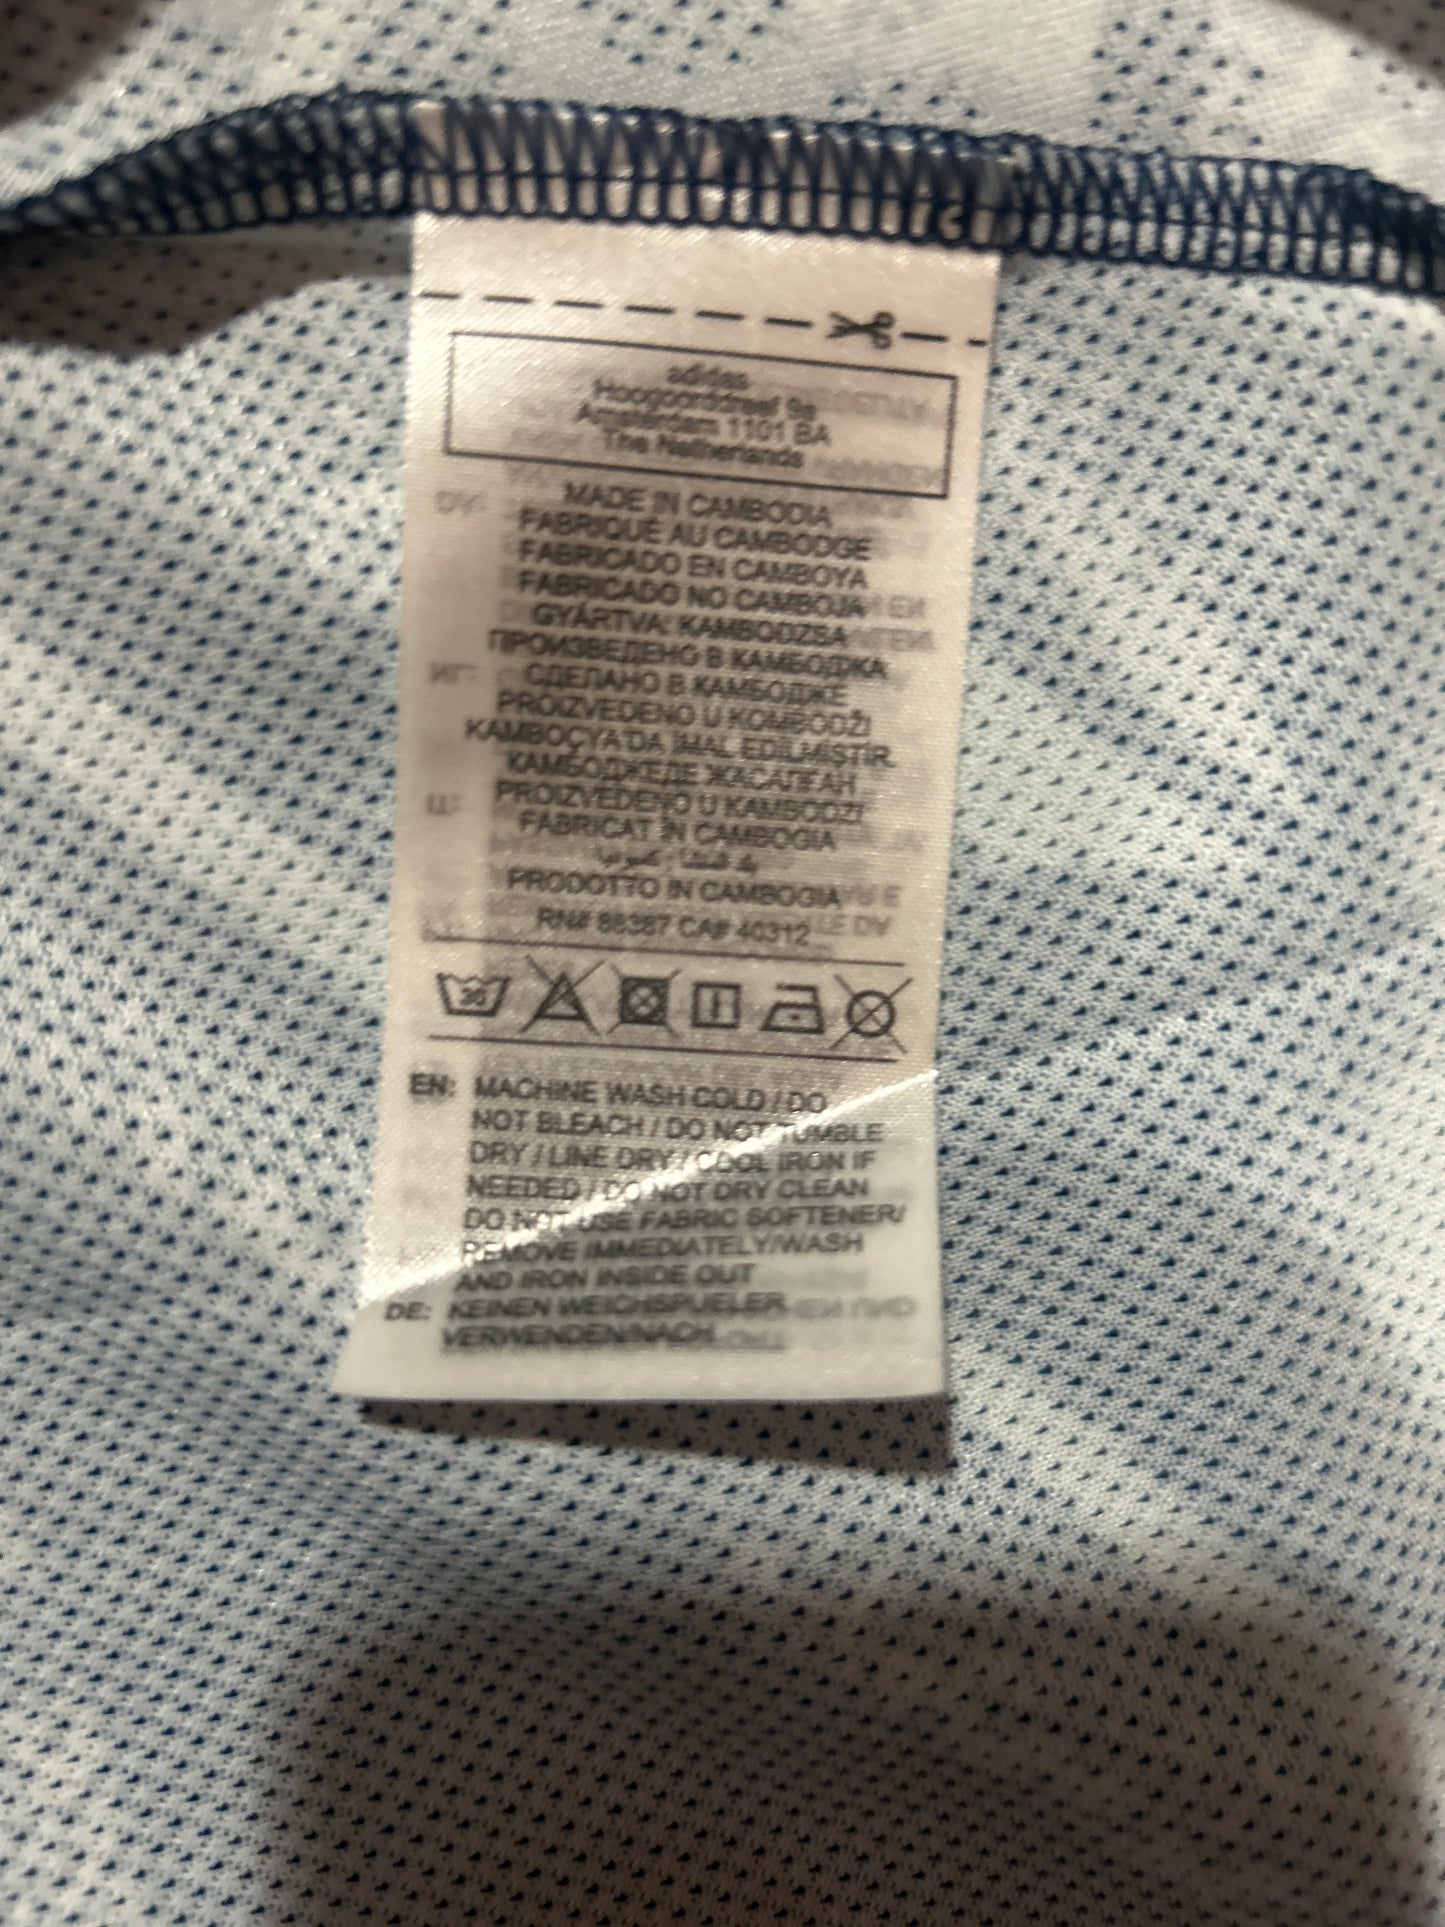 adidas
Hoogoorddreef 9a
Amsterdam 1101 BA
The Netherlands
MADE IN CAMBODIA
FABRIQUÉ AU CAMBODGE
FABRICADO EN CAMBOYA
FABRICADO NO CAMBOJA
GYÁRTVA: KAMBODZSA
ПРОИЗВЕДЕНО В КАМБОДЖА
СДЕЛАНО В КАМБОДЖЕ
PROIZVEDENO U KOMBODŽI
KAMBOÇYA'DA İMAL EDİLMİŞTİR.
КАМБОДЖЕДЕ ЖАСАЛҒАН
PROIZVEDENO U KAMBODZI
FABRICAT ÎN CAMBOGIA
PRODOTTO IN CAMBOGIA
RN# 88387 CA# 40312
30
EN: MACHINE WASH COLD / DO
NOT BLEACH / DO NOT TUMBLE
DRY / LINE DRY / COOL IRON IF
NEEDED / DO NOT DRY CLEAN
DO NOT USE FABRIC SOFTENER/
REMOVE IMMEDIATELY/WASH
AND IRON INSIDE OUT
DE: KEINEN WEICHSPUELER
VERWENDEN/NACH